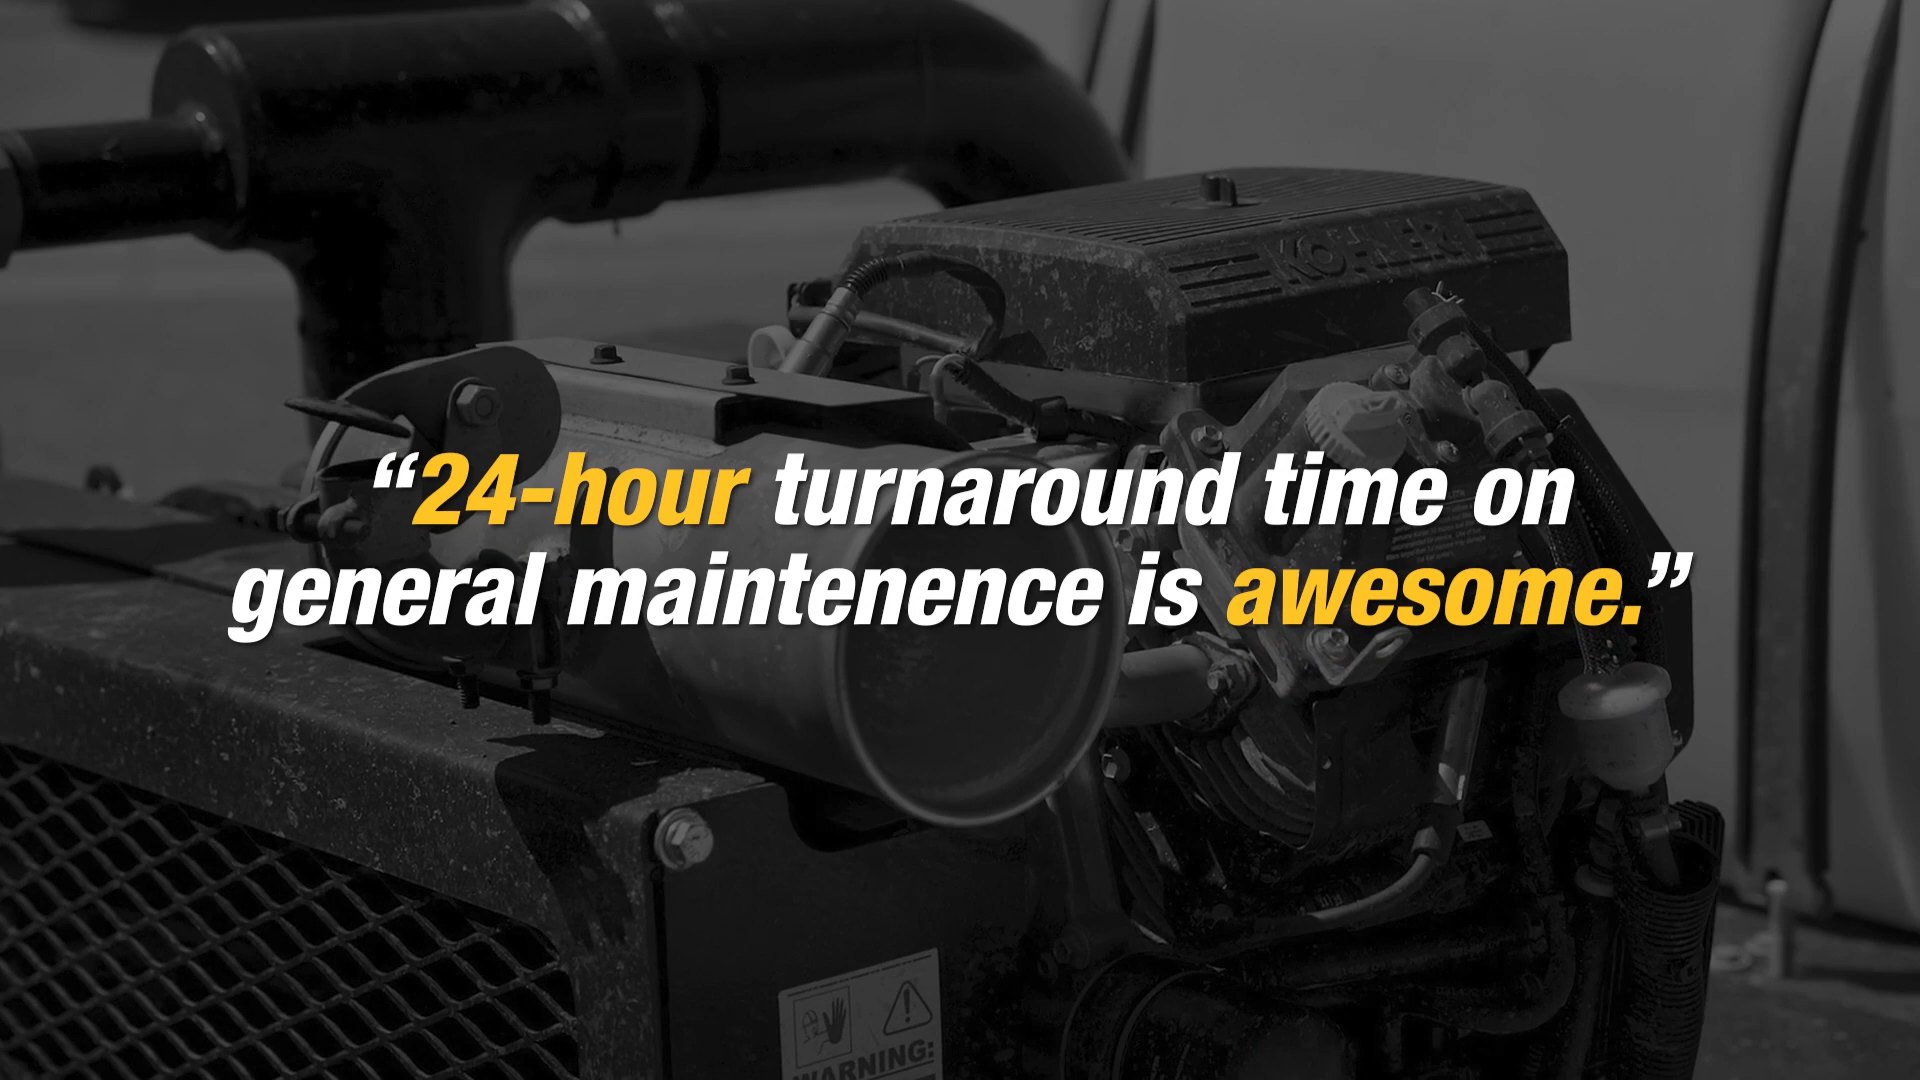 KOHLER
“24-hour turnaround time on
general maintenence is awesome.”
WARNING: